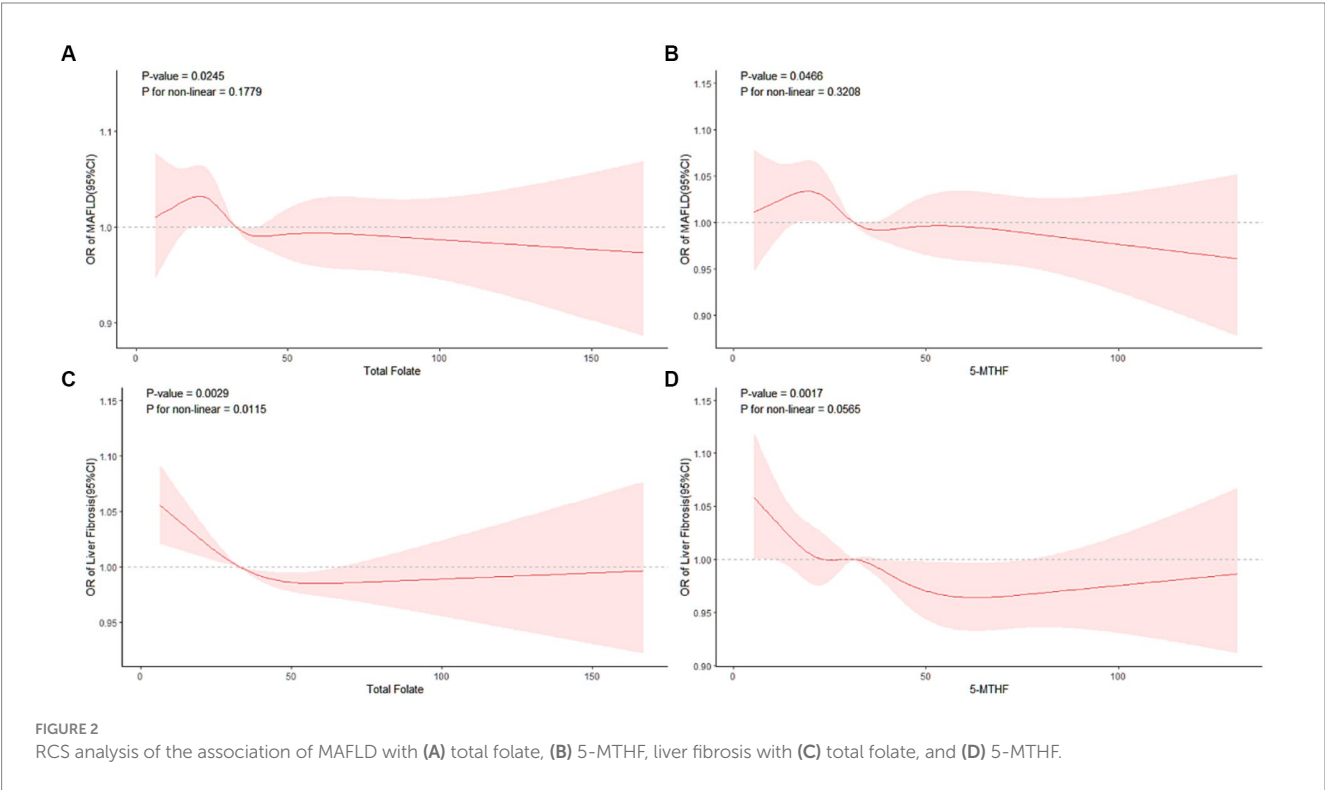 A
P-value = 0.0245
P for non-linear = 0.1779
OR of MAFLD(95%CI)
1.1
1.0
0.9
0
50
100
150
Total Folate
B
P-value = 0.0466
P for non-linear = 0.3208
OR of MAFLD(95%CI)
1.15
1.10
1.05
1.00
0.95
0.90
0
50
100
5-MTHF
C
P-value = 0.0029
P for non-linear = 0.0115
OR of Liver Fibrosis(95%CI)
1.15
1.10
1.05
1.00
0.95
0
50
100
150
Total Folate
D
P-value = 0.0017
P for non-linear = 0.0565
OR of Liver Fibrosis(95%CI)
1.15
1.10
1.05
1.00
0.95
0.90
0
50
100
5-MTHF
FIGURE 2
RCS analysis of the association of MAFLD with (A) total folate, (B) 5-MTHF, liver fibrosis with (C) total folate, and (D) 5-MTHF.